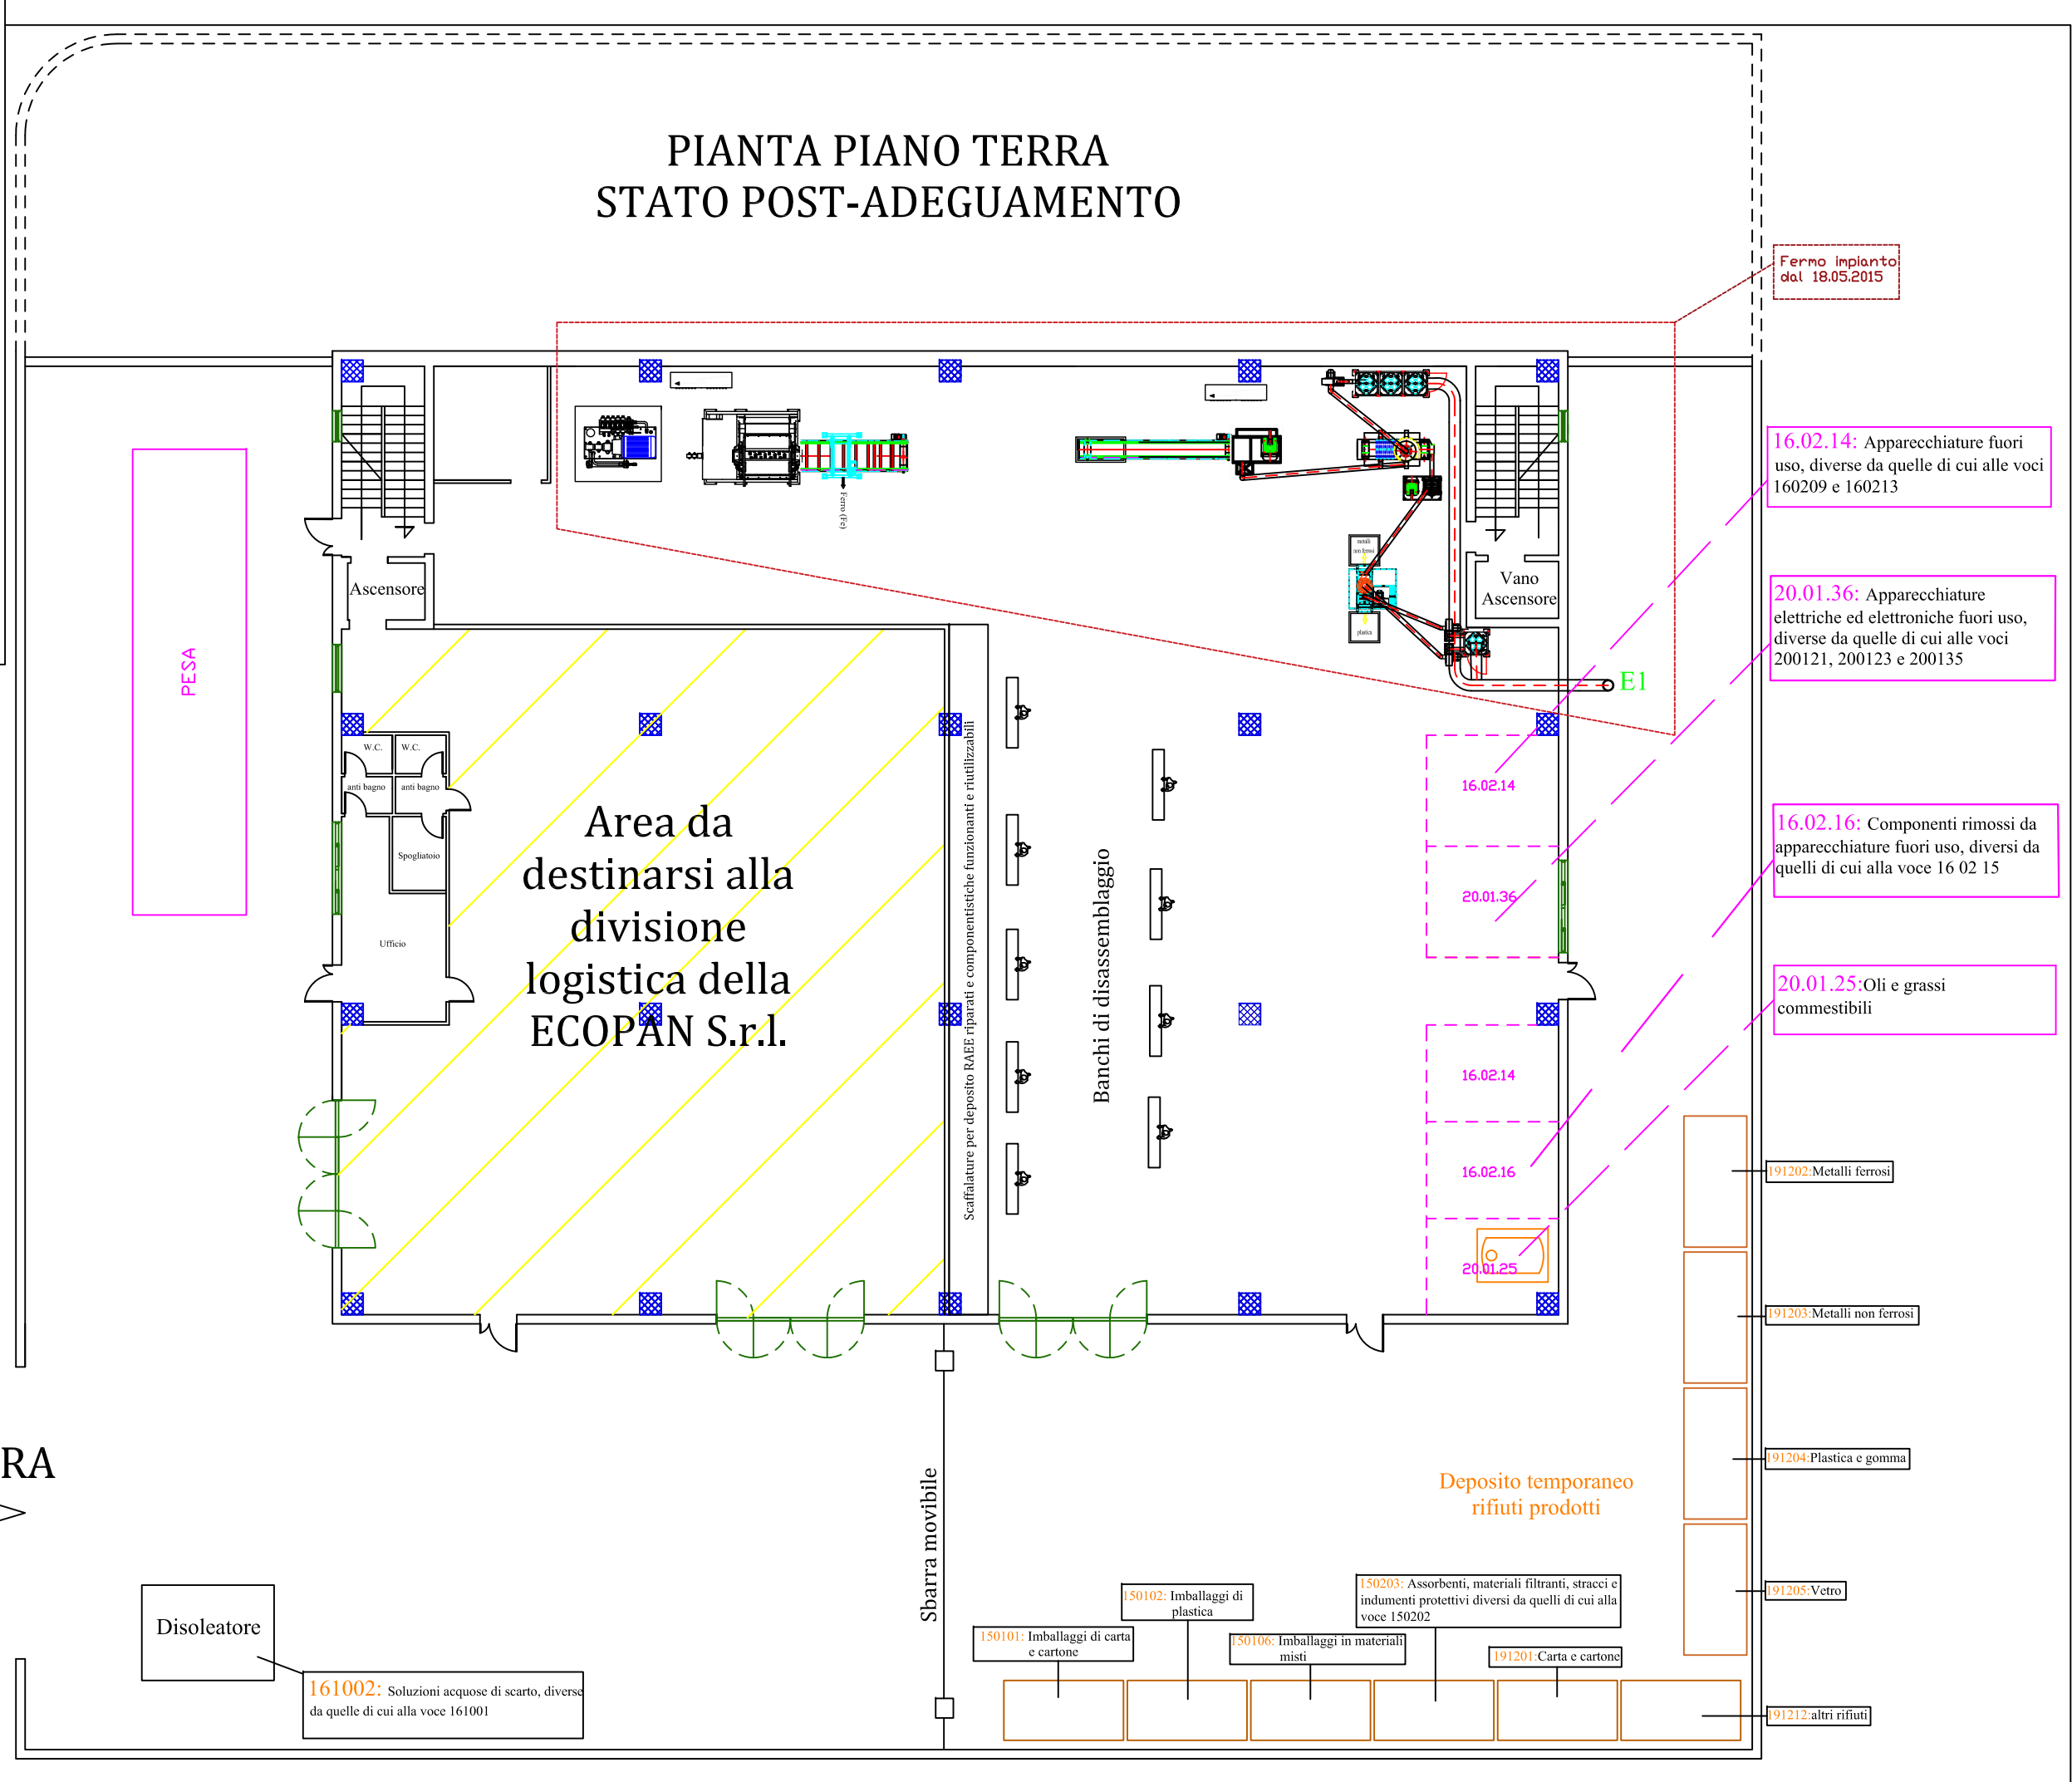 PIANTA PIANO TERRA
STATO POST-ADEGUAMENTO
Fermo impianto
dal 18.05.2015
16.02.14: Apparecchiature fuori
uso, diverse da quelle di cui alle voci
160209 e 160213
Ferro (Fe)
metalli
non ferrosi
plastica
Ascensore
Vano
Ascensore
20.01.36: Apparecchiature
elettriche ed elettroniche fuori uso,
diverse da quelle di cui alle voci
200121, 200123 e 200135
E1
PESA
W.C.
W.C.
anti bagno
anti bagno
Spogliatoio
Ufficio
Area da
destinarsi alla
divisione
logistica della
ECOPAN S.r.l.
Scaffalature per deposito RAEE riparati e componentistiche funzionanti e riutilizzabili
Banchi di disassemblaggio
16.02.14
20.01.36
16.02.14
16.02.16
20.01.25
16.02.16: Componenti rimossi da
apparecchiature fuori uso, diversi da
quelli di cui alla voce 16 02 15
20.01.25:Oli e grassi
commestibili
191202:Metalli ferrosi
191203:Metalli non ferrosi
191204:Plastica e gomma
191205:Vetro
191212:altri rifiuti
RA
Sbarra movibile
Deposito temporaneo
rifiuti prodotti
150101: Imballaggi di carta
e cartone
150102: Imballaggi di
plastica
150106: Imballaggi in materiali
misti
150203: Assorbenti, materiali filtranti, stracci e
indumenti protettivi diversi da quelli di cui alla
voce 150202
191201:Carta e cartone
Disoleatore
161002: Soluzioni acquose di scarto, diverse
da quelle di cui alla voce 161001